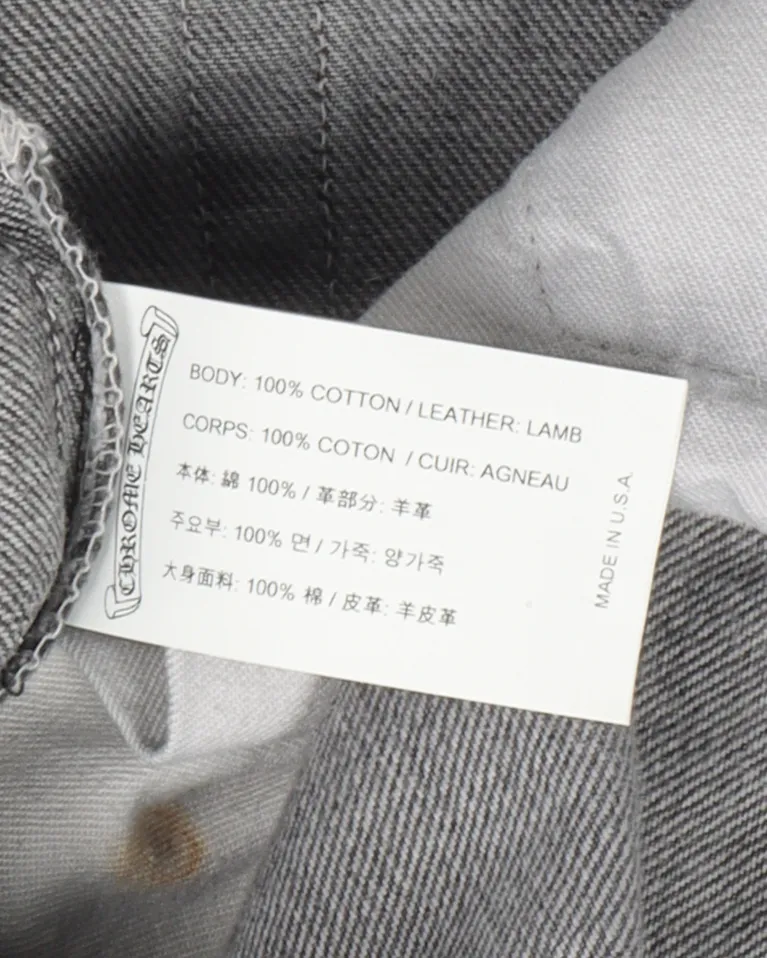 CHROME HEARTS
BODY: 100% COTTON / LEATHER: LAMB
CORPS: 100% COTON / CUIR: AGNEAU
本体: 綿 100% / 革部分: 羊革
주요부: 100% 면 / 가죽: 양가죽
大身面料: 100% 棉 / 皮革: 羊皮革
MADE IN U.S.A.